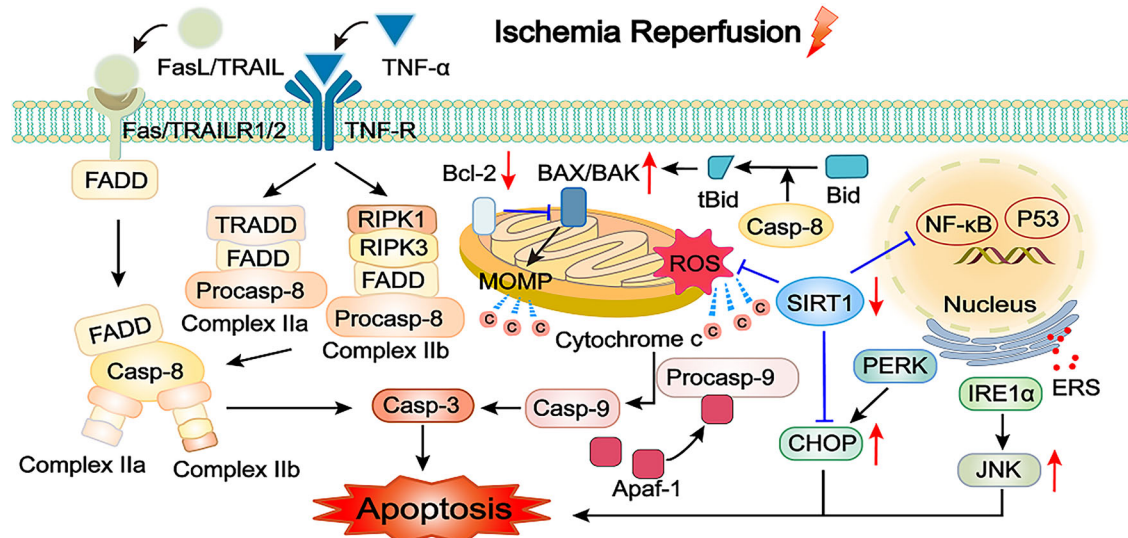 Ischemia Reperfusion
FasL/TRAIL
TNF-α
Fas/TRAILR1/2
TNF-R
FADD
Bcl-2
BAX/BAK
tBid
Bid
Casp-8
NF-κB
P53
TRADD
FADD
Procasp-8
Complex IIa
RIPK1
RIPK3
FADD
Procasp-8
Complex IIb
MOMP
ROS
SIRT1
Nucleus
C
C
C
C
C
C
Cytochrome c
FADD
Casp-8
Complex IIa
Complex IIb
Casp-3
Casp-9
Procasp-9
Apaf-1
PERK
IRE1α
ERS
CHOP
JNK
Apoptosis